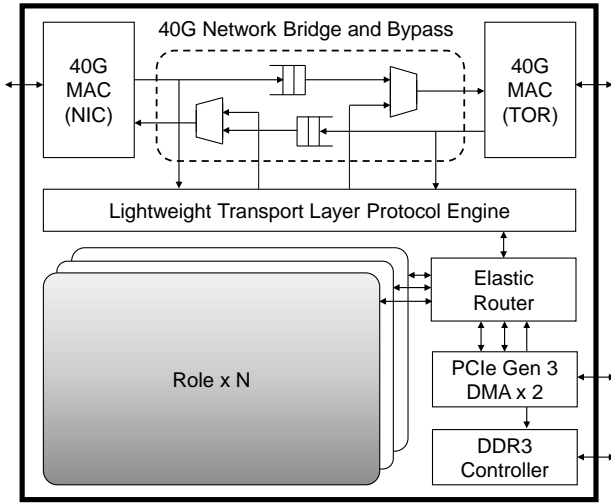 40G Network Bridge and Bypass
40G
MAC
(NIC)
40G
MAC
(TOR)
Lightweight Transport Layer Protocol Engine
Elastic
Router
Role x N
PCIe Gen 3
DMA x 2
DDR3
Controller